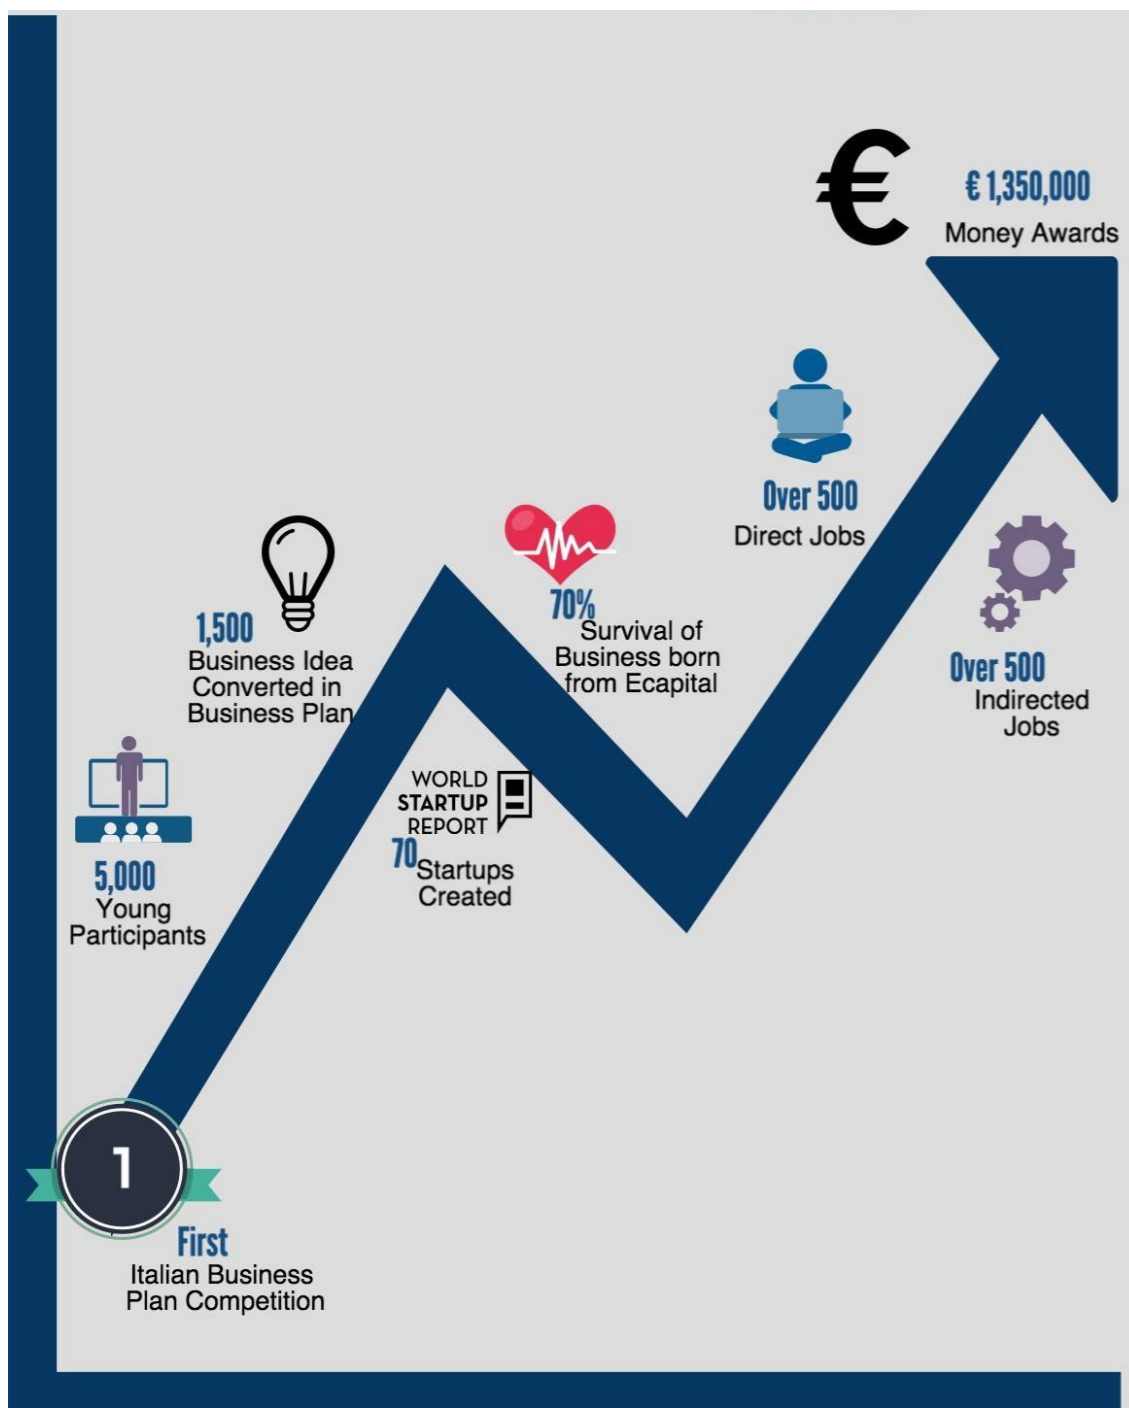 € 1,350,000
Money Awards
Over 500
Direct Jobs
1,500
Business Idea
Converted in
Business Plan
70%
Survival of
Business born
from Ecapital
Over 500
Indirected
Jobs
WORLD
STARTUP
REPORT
70
Startups
Created
5,000
Young
Participants
1
First
Italian Business
Plan Competition